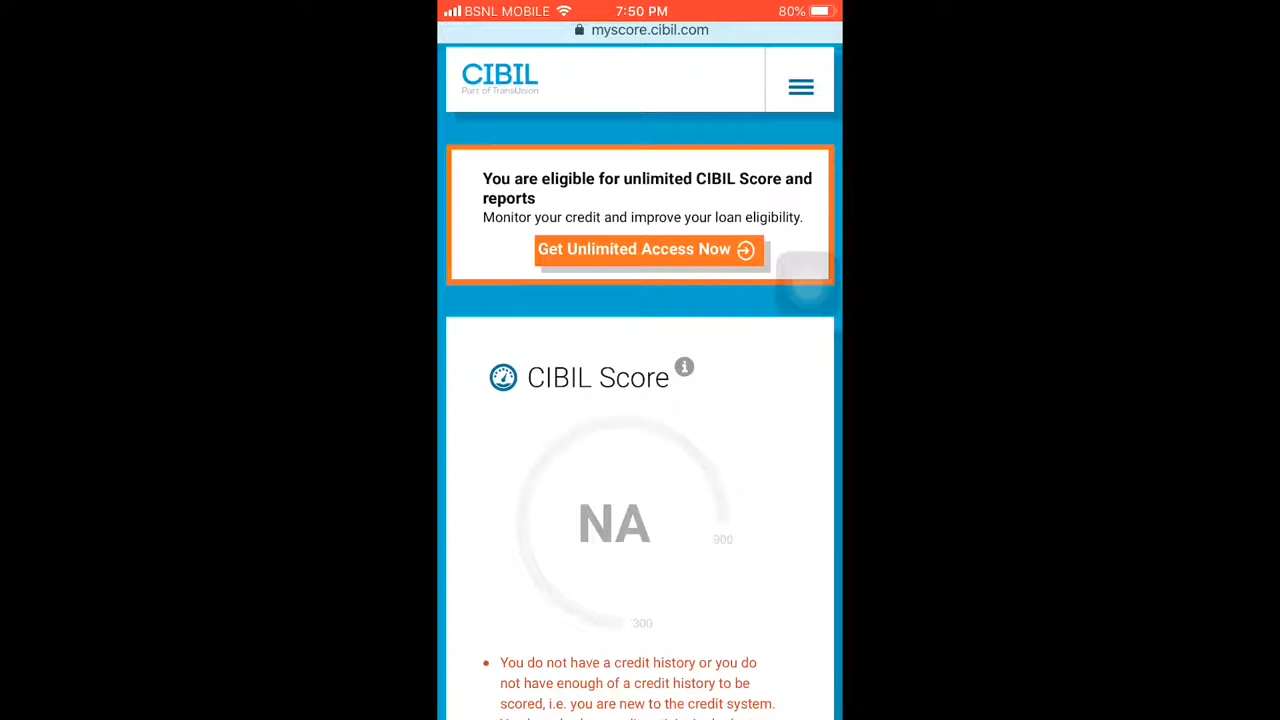 BSNL MOBILE 7:50 PM 80%
myscore.cibil.com
CIBIL
Part of TransUnion
You are eligible for unlimited CIBIL Score and
reports
Monitor your credit and improve your loan eligibility.
Get Unlimited Access Now
CIBIL Score
NA
900
300
• You do not have a credit history or you do
not have enough of a credit history to be
scored, i.e. you are new to the credit system.